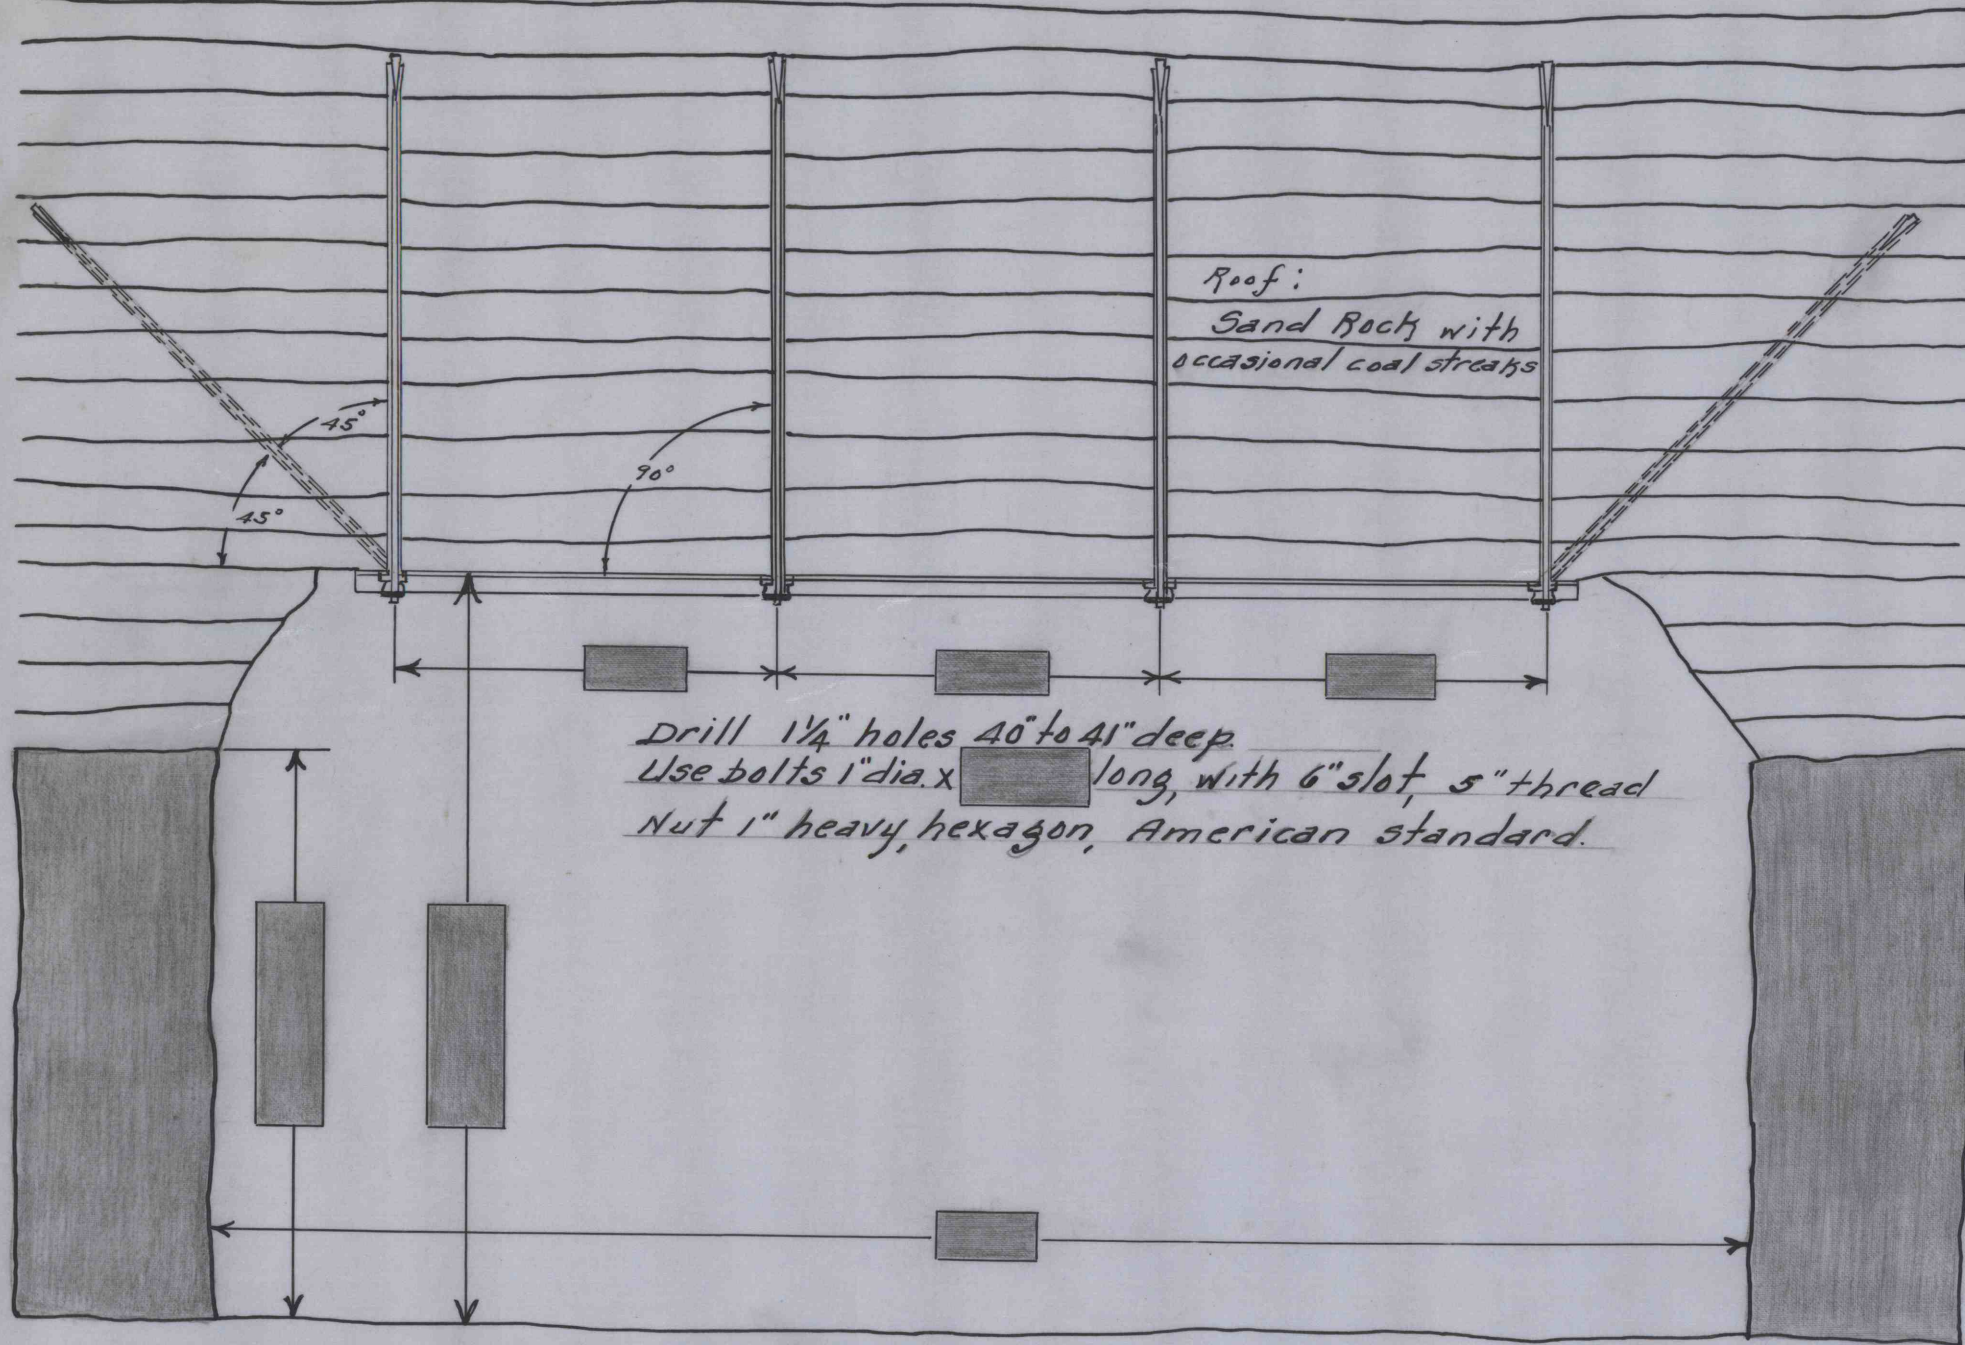 Roof:
Sand Rock with
occasional coal streaks
45°
90°
45°
Drill 1¼" holes 40" to 41" deep.
Use bolts 1" dia. x long, with 6" slot, 5" thread
Nut 1" heavy, hexagon, American standard.